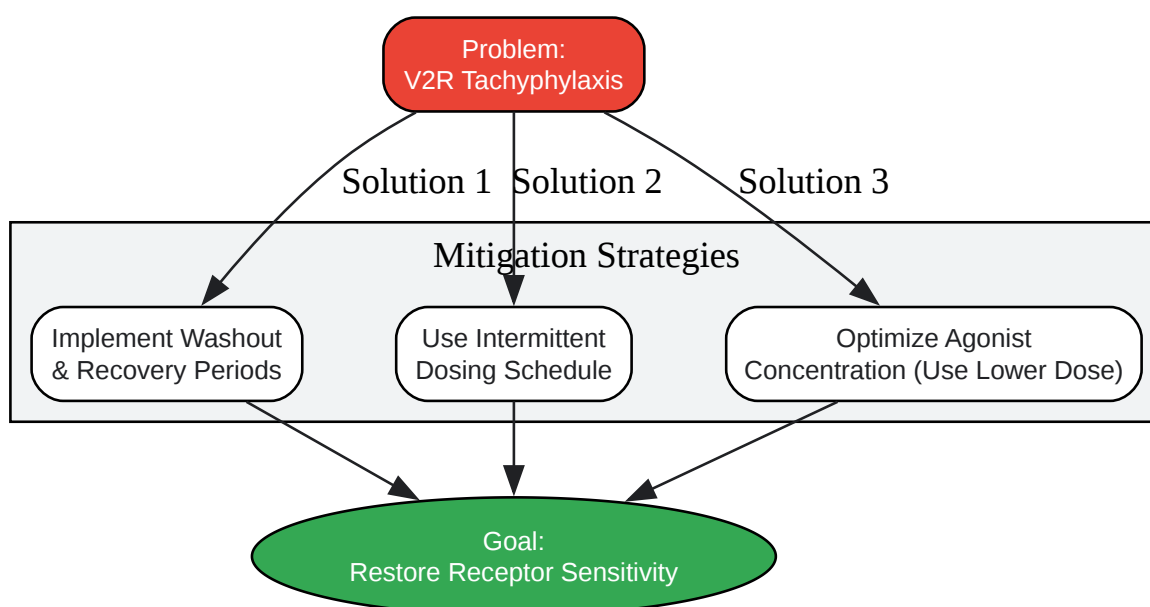 Problem:
V2R Tachyphylaxis
Solution 1
Solution 2
Solution 3
Mitigation Strategies
Implement Washout
& Recovery Periods
Use Intermittent
Dosing Schedule
Optimize Agonist
Concentration (Use Lower Dose)
Goal:
Restore Receptor Sensitivity